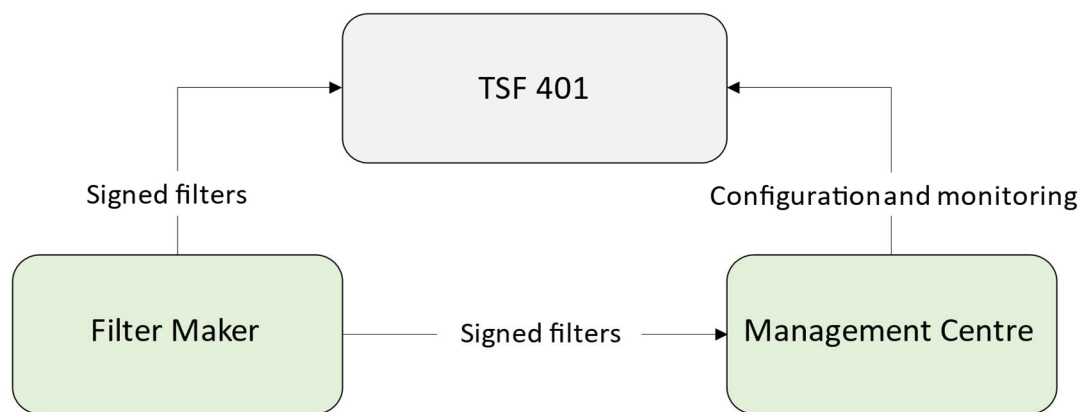 TSF 401
Signed filters
Configuration and monitoring
Filter Maker
Signed filters
Management Centre